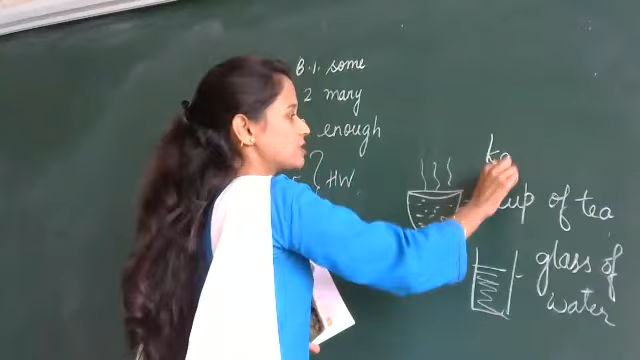 B.1. some
2 many
enough
} HW
cup of tea
glass of
water